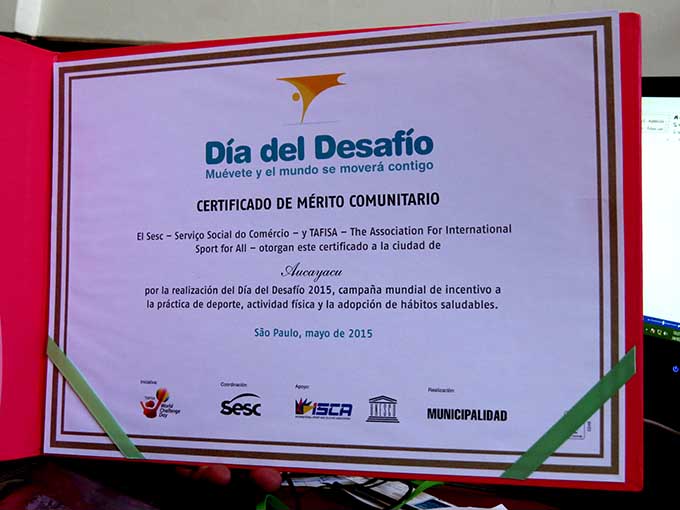 Día del Desafío
Muévete y el mundo se moverá contigo
CERTIFICADO DE MÉRITO COMUNITARIO
El Sesc – Serviço Social do Comércio – y TAFISA – The Association For International
Sport for All – otorgan este certificado a la ciudad de
Aucayacu
por la realización del Día del Desafío 2015, campaña mundial de incentivo a
la práctica de deporte, actividad física y la adopción de hábitos saludables.
São Paulo, mayo de 2015
Iniciativa:
TAFISA
World
Challenge
Day
Coordinación:
Sesc
Apoyo:
ISCA
UNESCO
Realización:
MUNICIPALIDAD